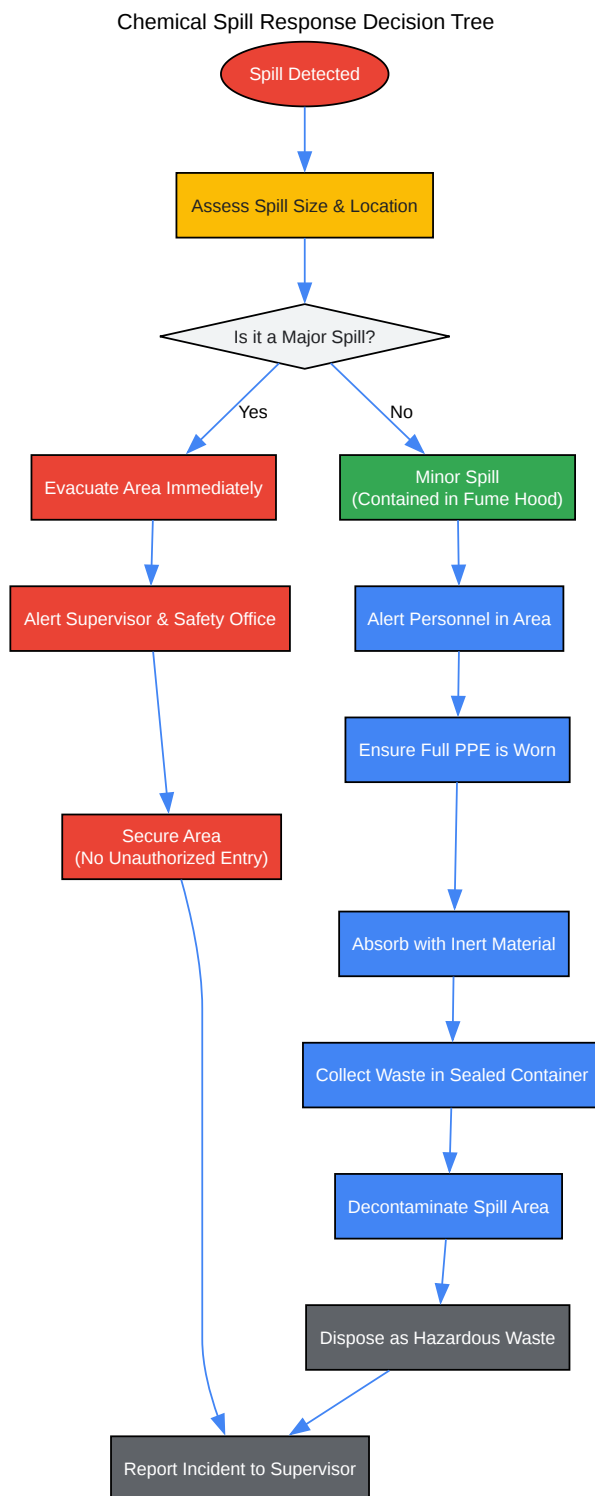 Chemical Spill Response Decision Tree
Spill Detected
Assess Spill Size & Location
Is it a Major Spill?
Yes
No
Evacuate Area Immediately
Minor Spill
(Contained in Fume Hood)
Alert Supervisor & Safety Office
Alert Personnel in Area
Ensure Full PPE is Worn
Secure Area
(No Unauthorized Entry)
Absorb with Inert Material
Collect Waste in Sealed Container
Decontaminate Spill Area
Dispose as Hazardous Waste
Report Incident to Supervisor